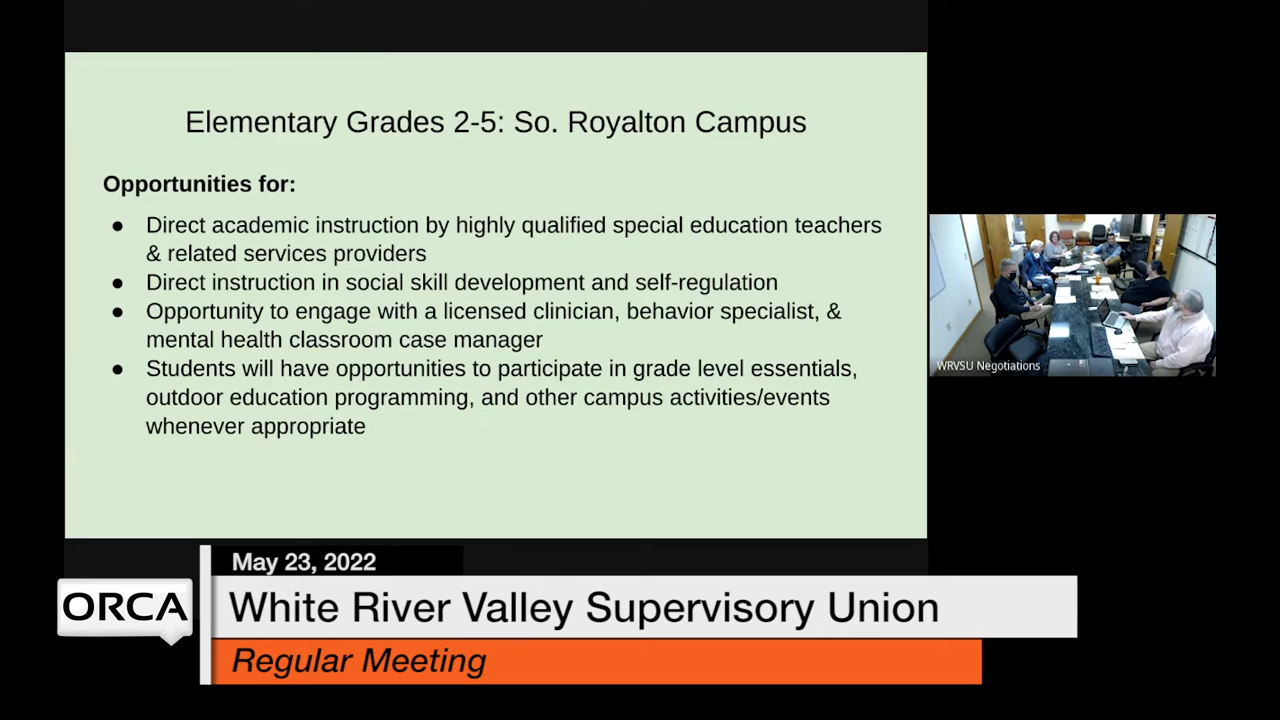 Elementary Grades 2-5: So. Royalton Campus
Opportunities for:
● Direct academic instruction by highly qualified special education teachers
& related services providers
● Direct instruction in social skill development and self-regulation
● Opportunity to engage with a licensed clinician, behavior specialist, &
mental health classroom case manager
● Students will have opportunities to participate in grade level essentials,
outdoor education programming, and other campus activities/events
whenever appropriate
WRVSU Negotiations
May 23, 2022
ORCA
White River Valley Supervisory Union
Regular Meeting